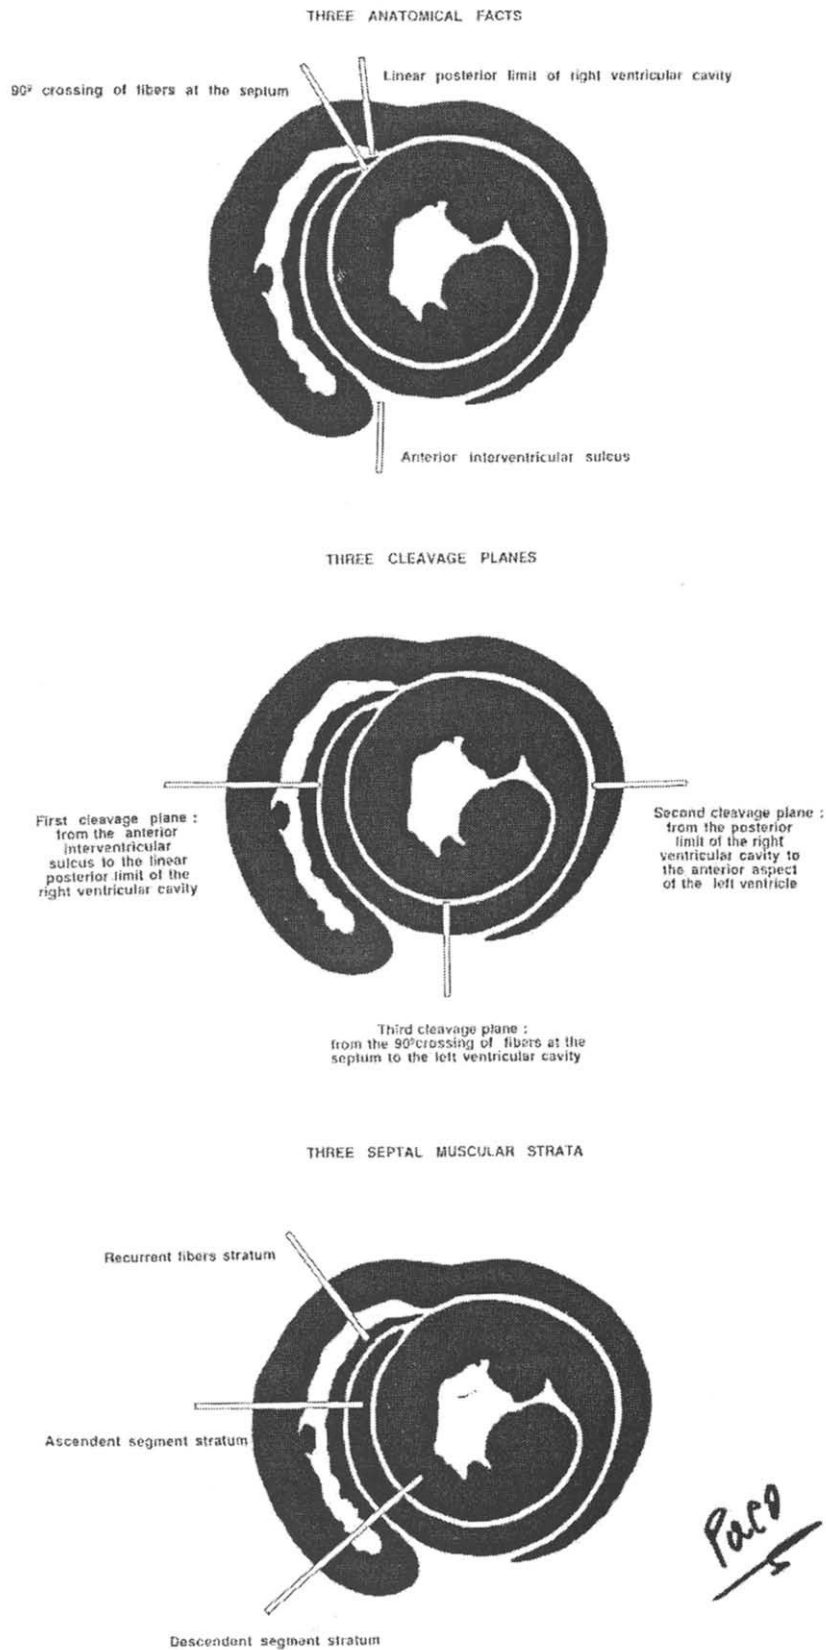 THREE ANATOMICAL FACTS
90º crossing of fibers at the septum
Linear posterior limit of right ventricular cavity
Anterior interventricular sulcus
THREE CLEAVAGE PLANES
First cleavage plane :
from the anterior
interventricular
sulcus to the linear
posterior limit of the
right ventricular cavity
Second cleavage plane :
from the posterior
limit of the right
ventricular cavity to
the anterior aspect
of the left ventricle
Third cleavage plane :
from the 90ºcrossing of fibers at the
septum to the left ventricular cavity
THREE SEPTAL MUSCULAR STRATA
Recurrent fibers stratum
Ascendent segment stratum
Descendent segment stratum
Paco